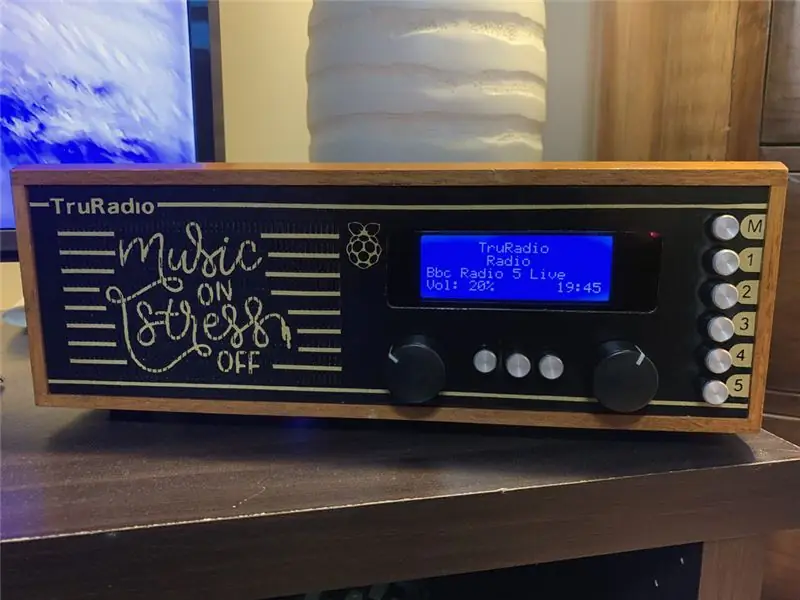 TruRadio
Music
ON
Stress
OFF
TruRadio
Radio
Bbc Radio 5 Live
Vol: 20% 19:45
M
1
2
3
4
5